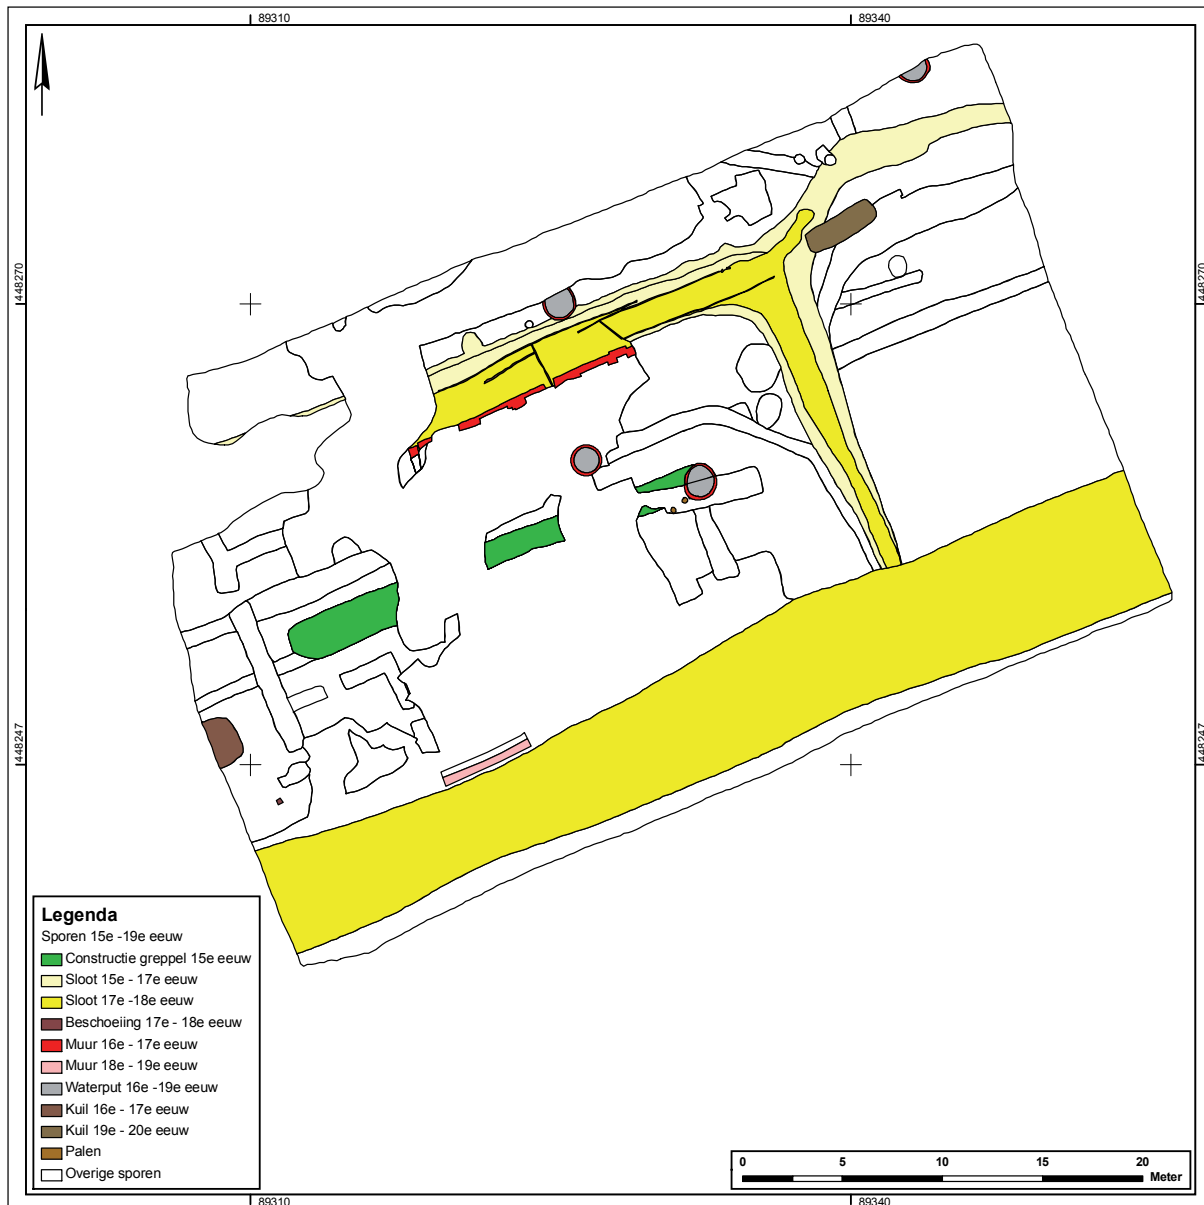 89310
89340
448270
448270
448247
448247
Legenda
Sporen 15e -19e eeuw
Constructie greppel 15e eeuw
Sloot 15e - 17e eeuw
Sloot 17e -18e eeuw
Beschoeiing 17e - 18e eeuw
Muur 16e - 17e eeuw
Muur 18e - 19e eeuw
Waterput 16e -19e eeuw
Kuil 16e - 17e eeuw
Kuil 19e - 20e eeuw
Palen
Overige sporen
0 5 10 15 20
Meter
89310
89340